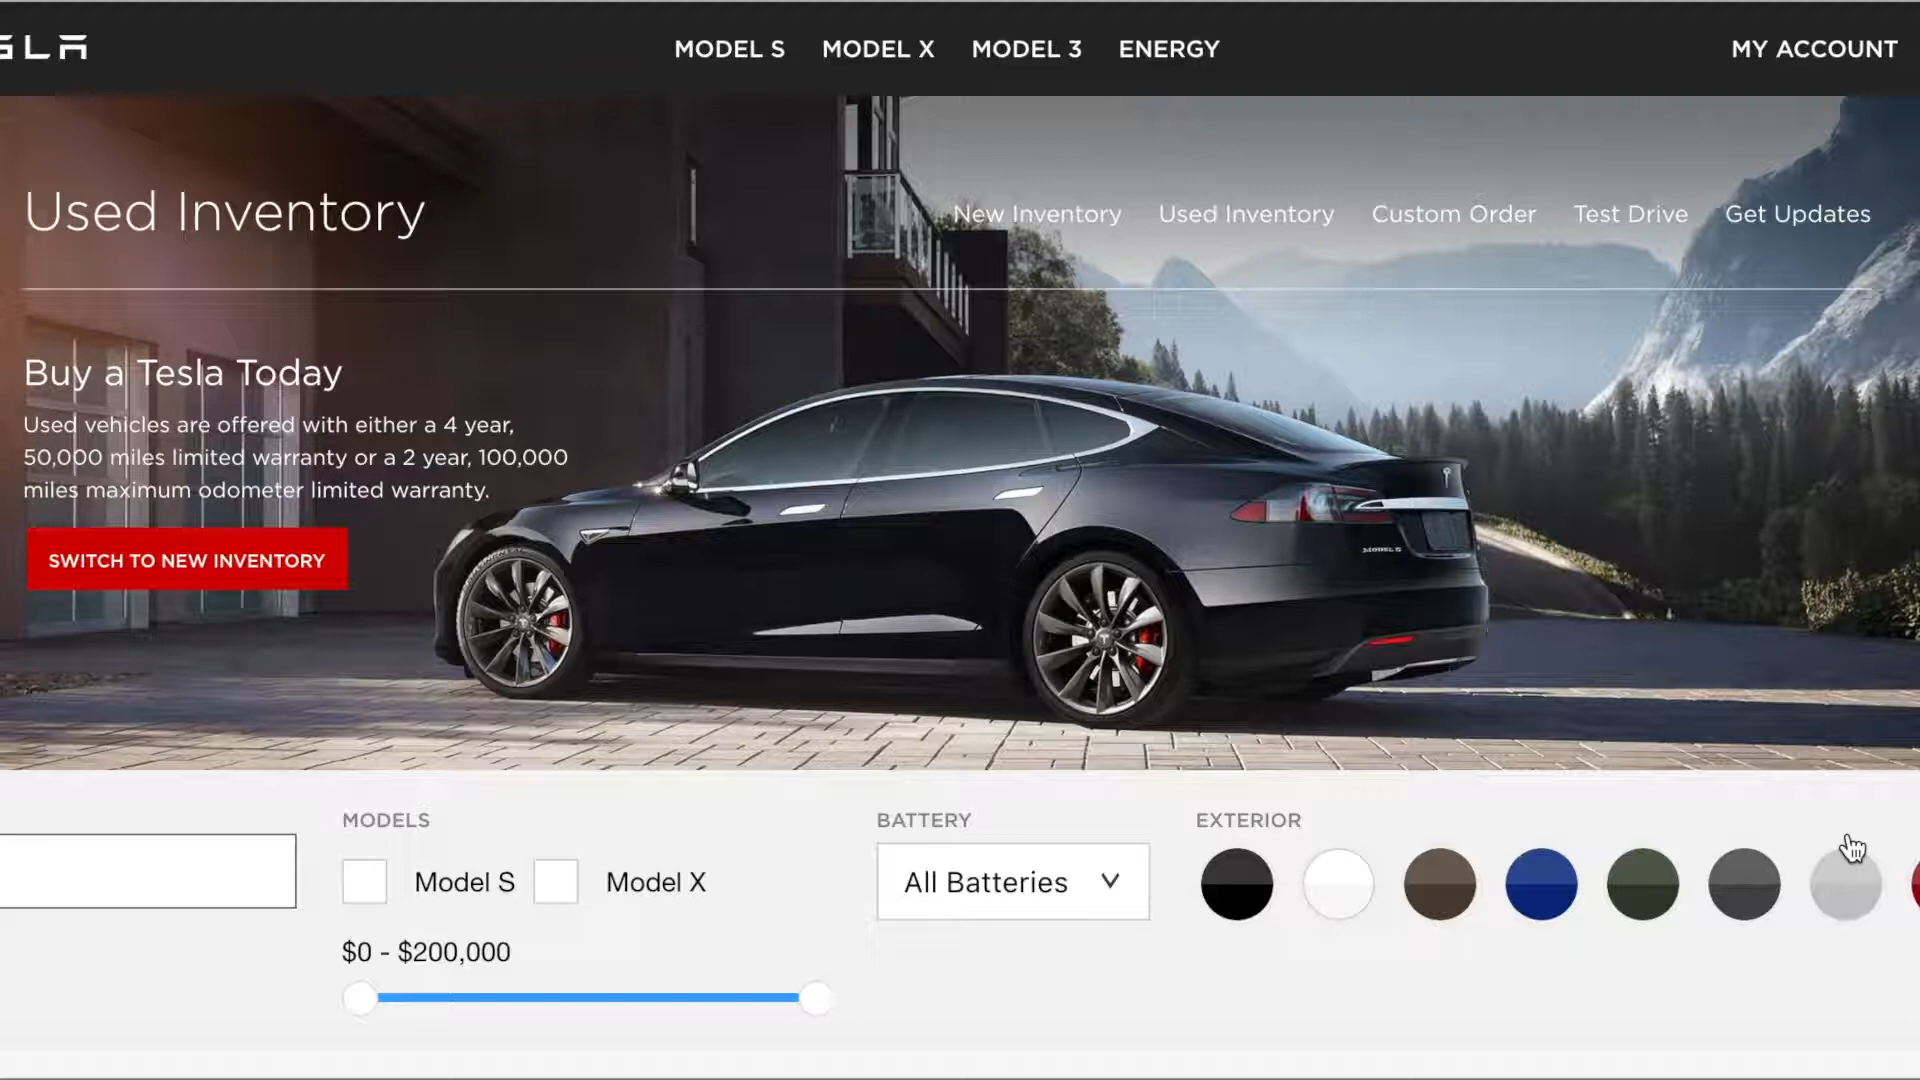 SLA
MODEL S MODEL X MODEL 3 ENERGY MY ACCOUNT
Used Inventory
New Inventory Used Inventory Custom Order Test Drive Get Updates
Buy a Tesla Today
Used vehicles are offered with either a 4 year,
50,000 miles limited warranty or a 2 year, 100,000
miles maximum odometer limited warranty.
SWITCH TO NEW INVENTORY
MODEL S
MODELS
Model S Model X
$0 - $200,000
BATTERY
All Batteries
EXTERIOR